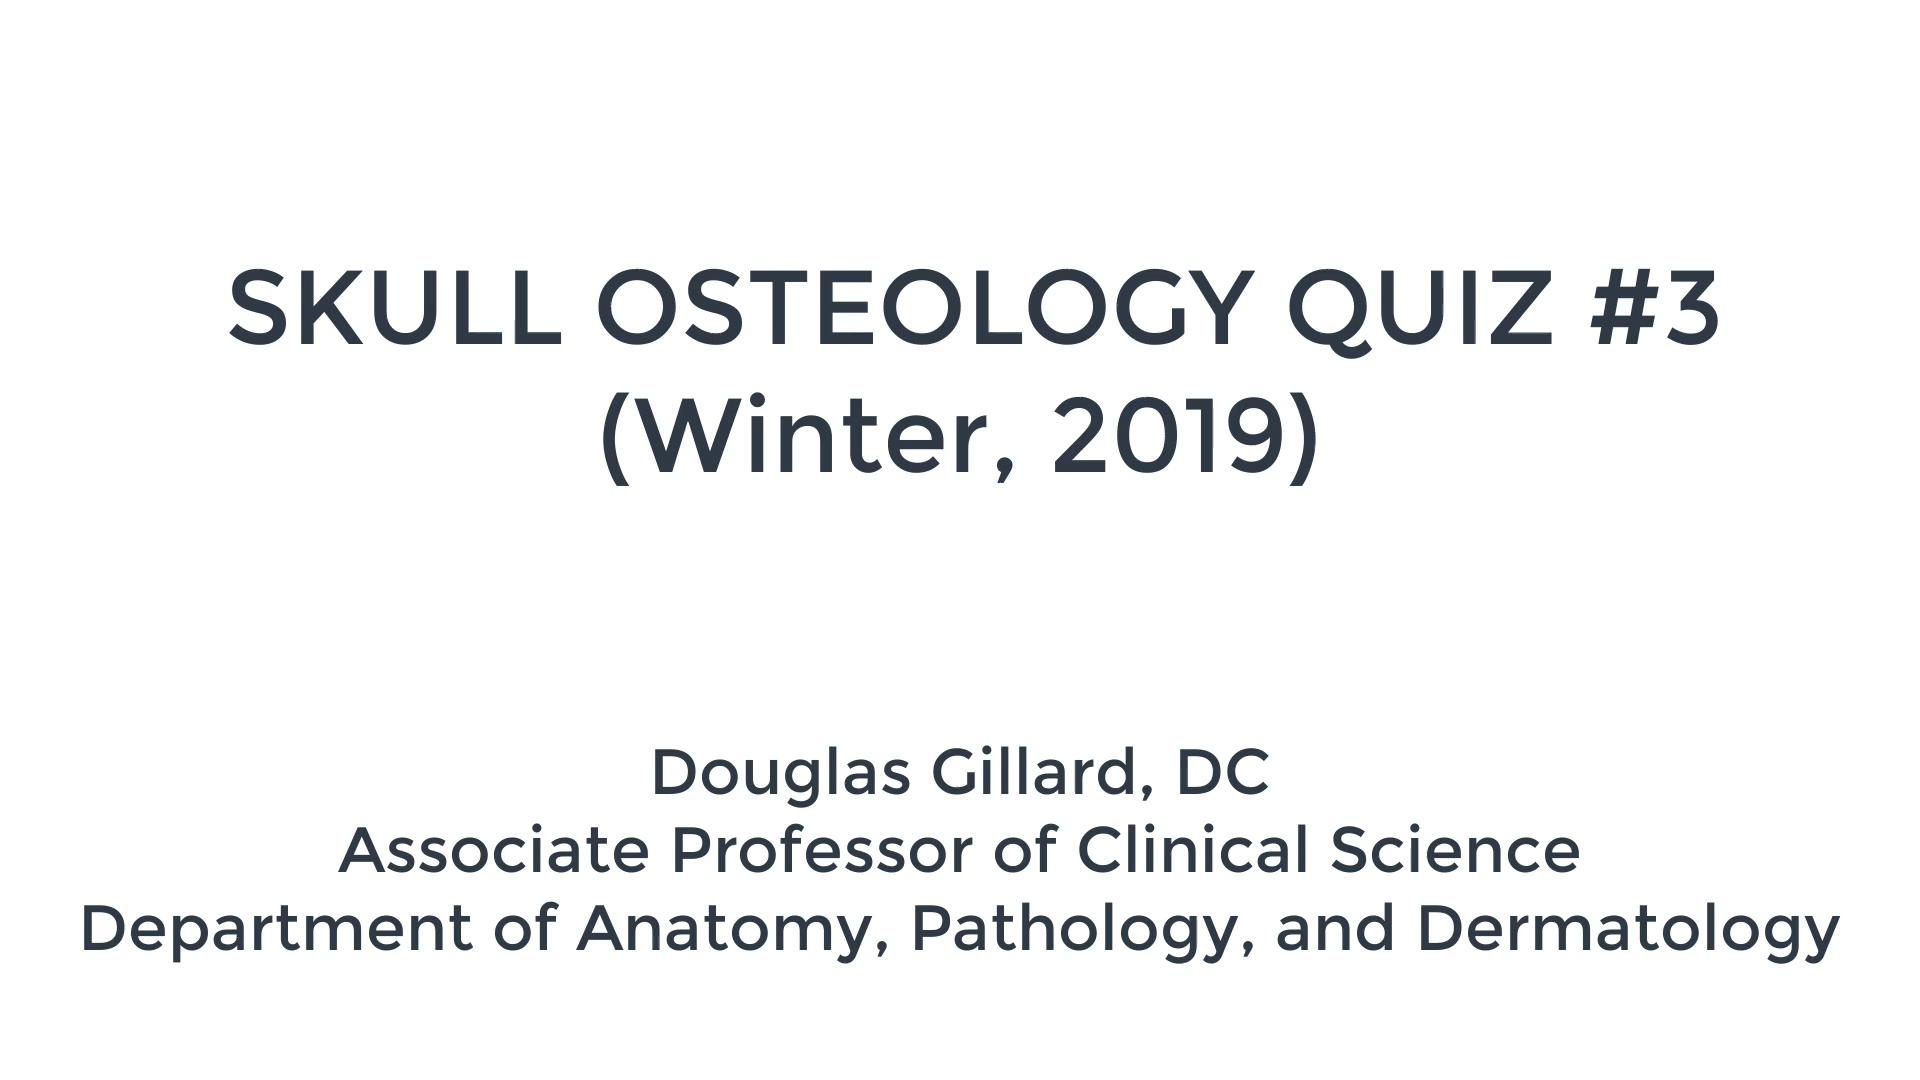 SKULL OSTEOLOGY QUIZ #3
(Winter, 2019)
Douglas Gillard, DC
Associate Professor of Clinical Science
Department of Anatomy, Pathology, and Dermatology